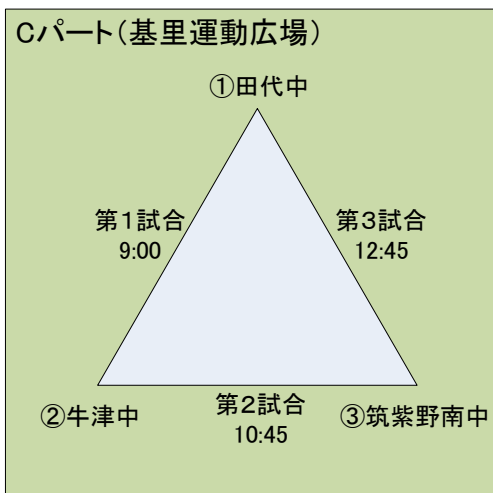 Cパート(基里運動広場)
①田代中
第1試合
9:00
第3試合
12:45
②牛津中
第2試合
10:45
③筑紫野南中